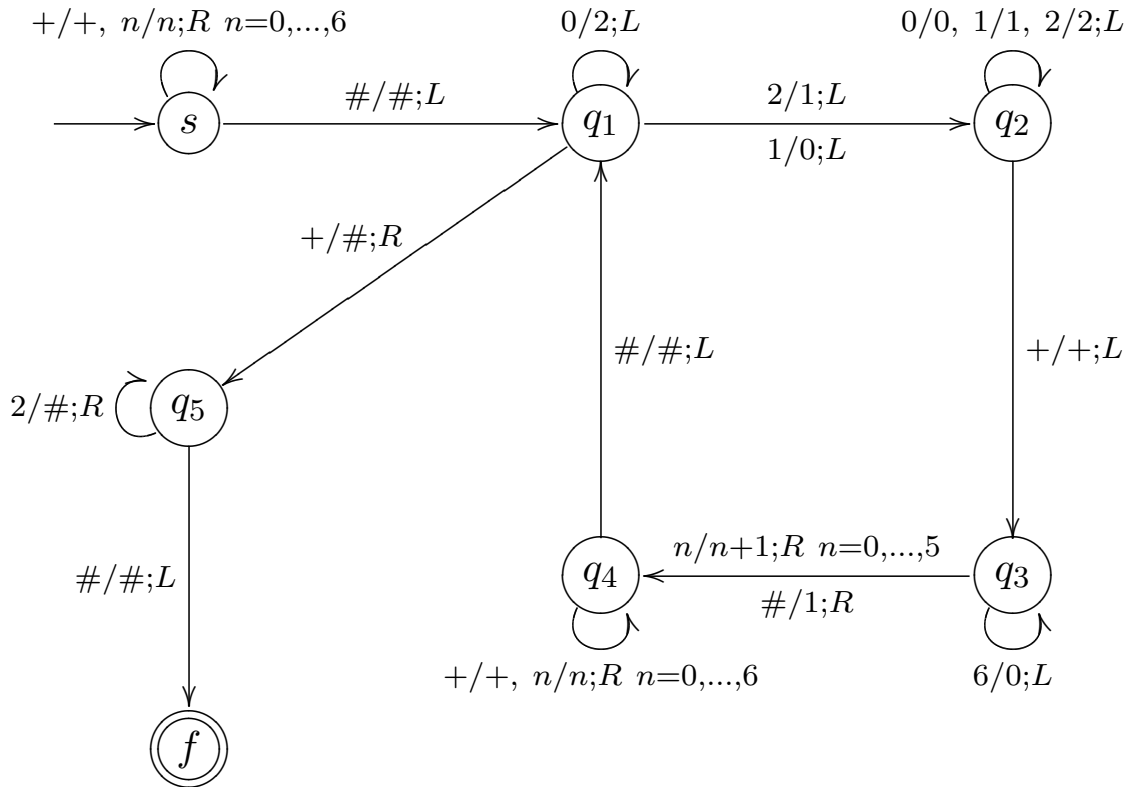 +/+, n/n;R n=0,...,6
0/2;L
0/0, 1/1, 2/2;L
#/#;L
2/1;L
s
q1
q2
1/0;L
+/#;R
#/#;L
+/+;L
2/#;R
q5
n/n+1;R n=0,...,5
#/#;L
q4
q3
#/1;R
+/+, n/n;R n=0,...,6
6/0;L
f